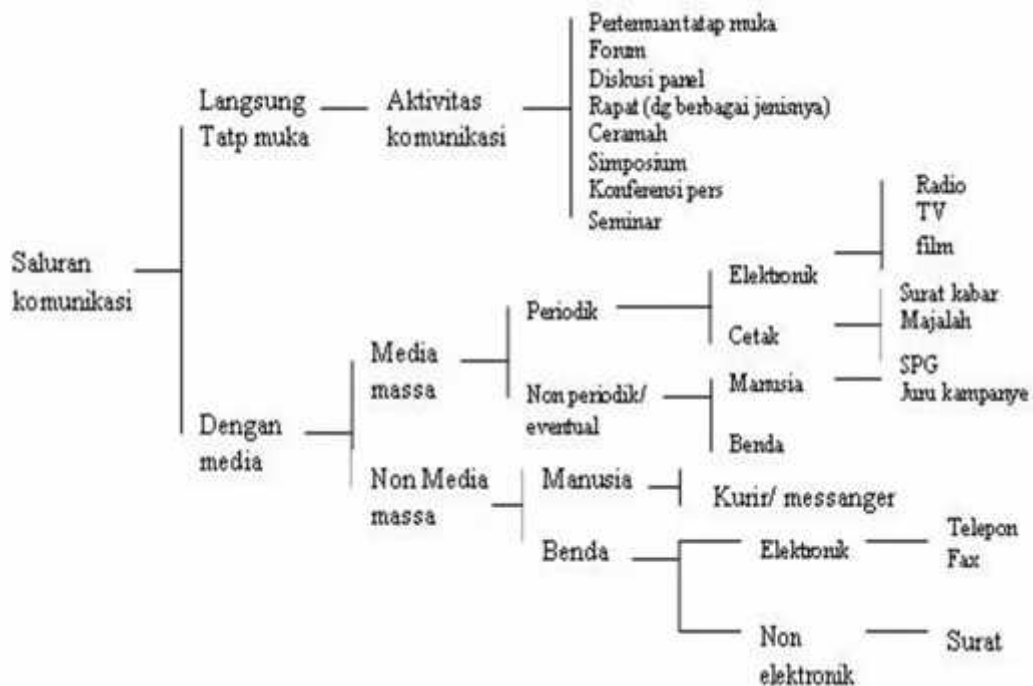 Pertemuan tatap muka
Forum
Diskusi panel
Rapat (dg berbagai jenisnya)
Ceramah
Simposium
Konferensi pers
Seminar
Langsung
Tatp muka
Aktivitas
komunikasi
Saluran
komunikasi
Radio
TV
film
Elektronik
Surat kabar
Majalah
Periodik
Cetak
Media
massa
SPG
Juru kampanye
Manusia
Non periodik/
eventual
Benda
Dengan
media
Non Media
massa
Manusia
Kurir/ messanger
Benda
Elektronik
Telepon
Fax
Non
elektronik
Surat